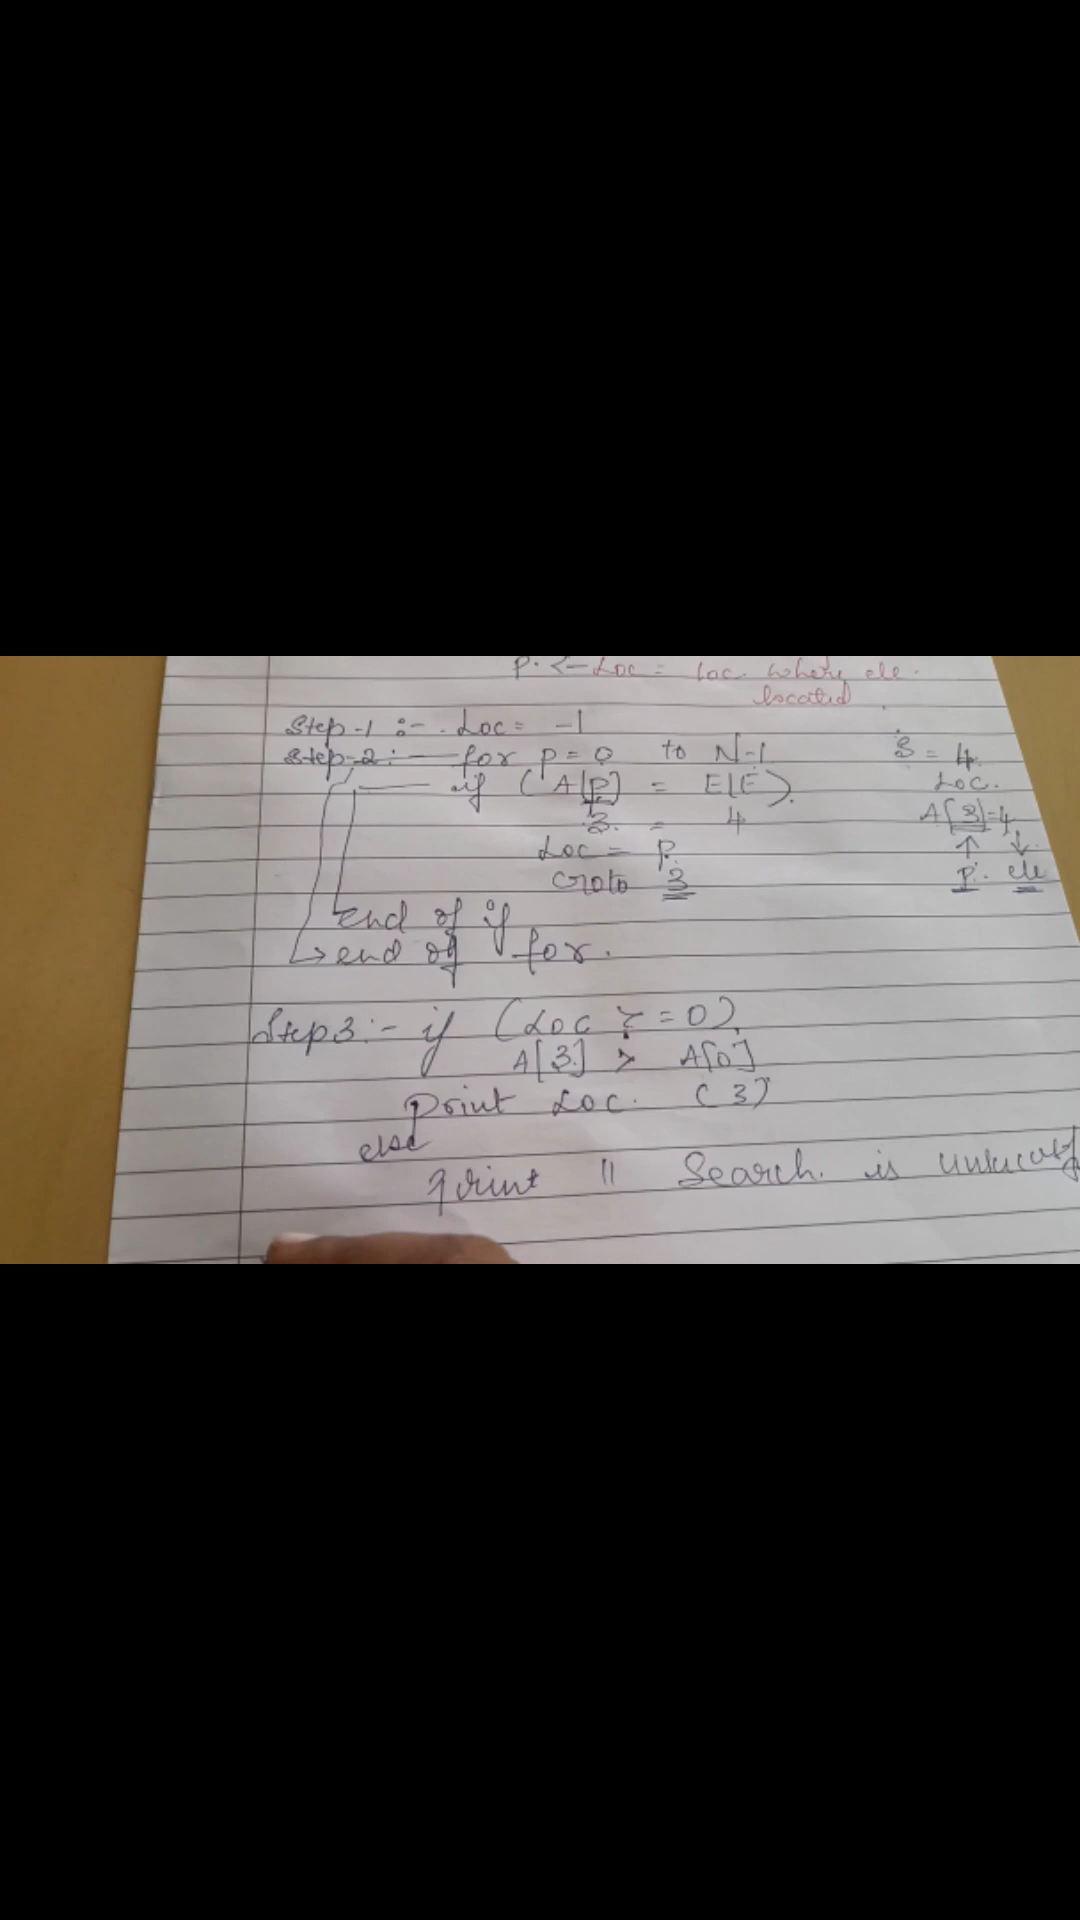 P. <- Loc = loc. where ele.
located
Step-1 :- Loc = -1
Step-2: — for P = 0 to N-1
if (A[P] = ELE).
3. = 4
Loc = P.
Goto 3
end of if
end of for.
3 = 4
Loc.
A[3]=4
↑ ↓
P. ele
Step 3:- if (Loc > = 0)
A[3] > A[0]
Print Loc. (3)
else
print " Search. is